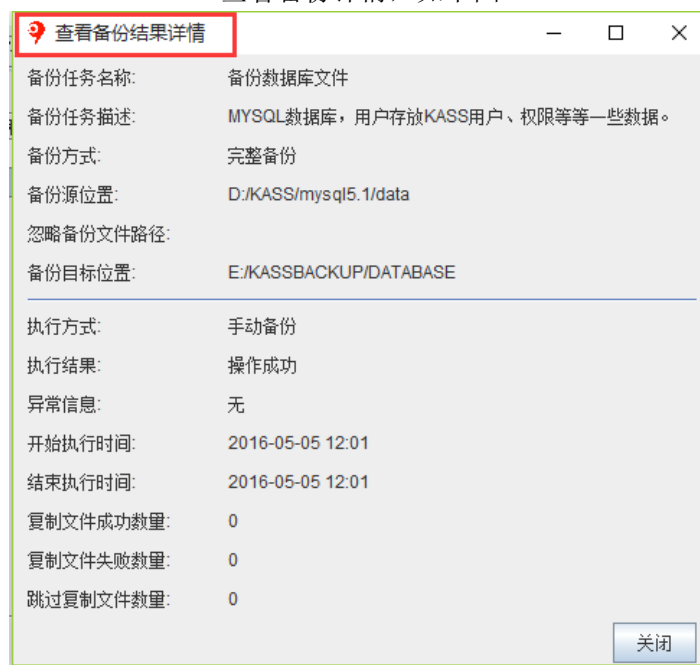 查看备份结果详情
备份任务名称: 备份数据库文件
备份任务描述: MYSQL数据库，用户存放KASS用户、权限等等一些数据。
备份方式: 完整备份
备份源位置: D:/KASS/mysql5.1/data
忽略备份文件路径:
备份目标位置: E:/KASSBACKUP/DATABASE
执行方式: 手动备份
执行结果: 操作成功
异常信息: 无
开始执行时间: 2016-05-05 12:01
结束执行时间: 2016-05-05 12:01
复制文件成功数量: 0
复制文件失败数量: 0
跳过复制文件数量: 0
关闭